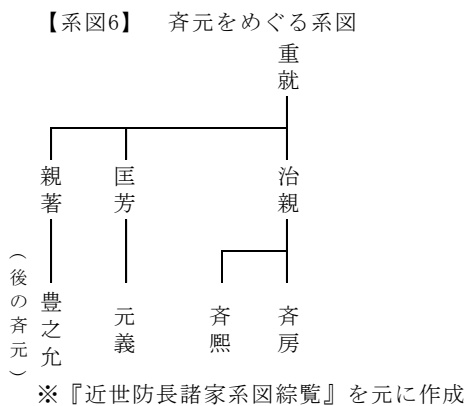 【系図6】　斉元をめぐる系図
重就
治親
匡芳
親著
斉房
斉熙
元義
豊之允
（後の斉元）
※『近世防長諸家系図綜覧』を元に作成